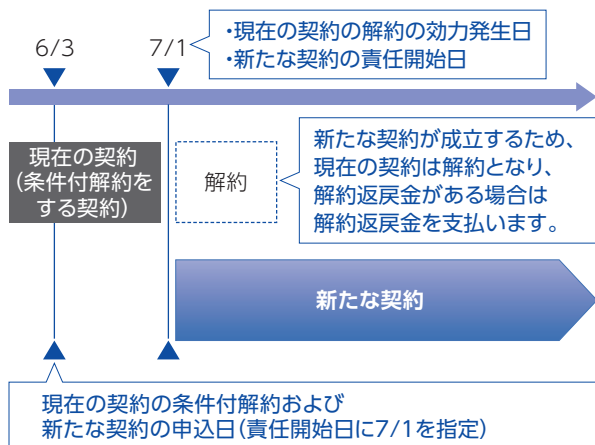 6/3
7/1
・現在の契約の解約の効力発生日
・新たな契約の責任開始日
現在の契約
(条件付解約を
する契約)
解約
新たな契約が成立するため、
現在の契約は解約となり、
解約返戻金がある場合は
解約返戻金を支払います。
新たな契約
現在の契約の条件付解約および
新たな契約の申込日(責任開始日に7/1を指定)